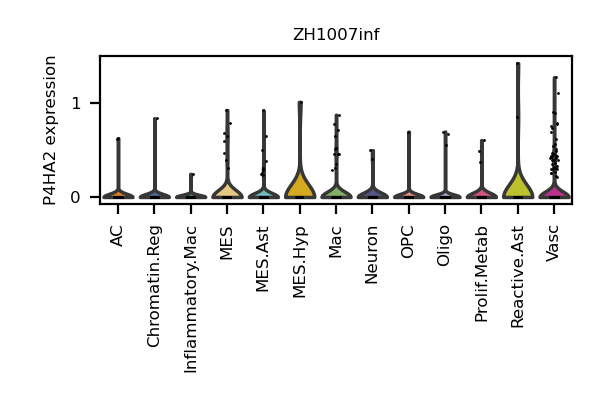 ZH1007inf
P4HA2 expression
1
0
AC
Chromatin.Reg
Inflammatory.Mac
MES
MES.Ast
MES.Hyp
Mac
Neuron
OPC
Oligo
Prolif.Metab
Reactive.Ast
Vasc